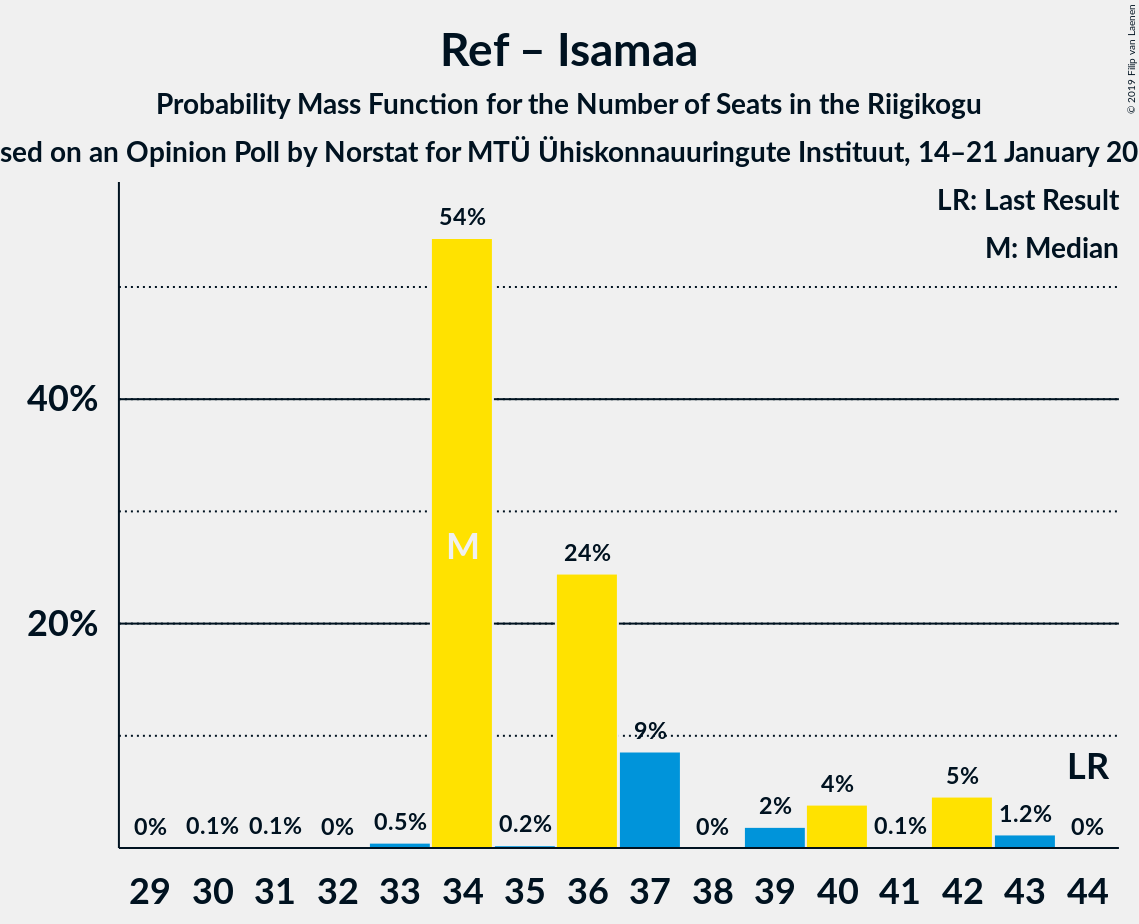 Ref – Isamaa
Probability Mass Function for the Number of Seats in the Riigikogu
sed on an Opinion Poll by Norstat for MTÜ Ühiskonnauuringute Instituut, 14–21 January 20
© 2019 Filip van Laenen
LR: Last Result
M: Median
54%
40%
M
24%
20%
9%
LR
0% 0.1% 0.1% 0% 0.5% 0.2% 0% 2% 4% 0.1% 5% 1.2% 0%
29 30 31 32 33 34 35 36 37 38 39 40 41 42 43 44